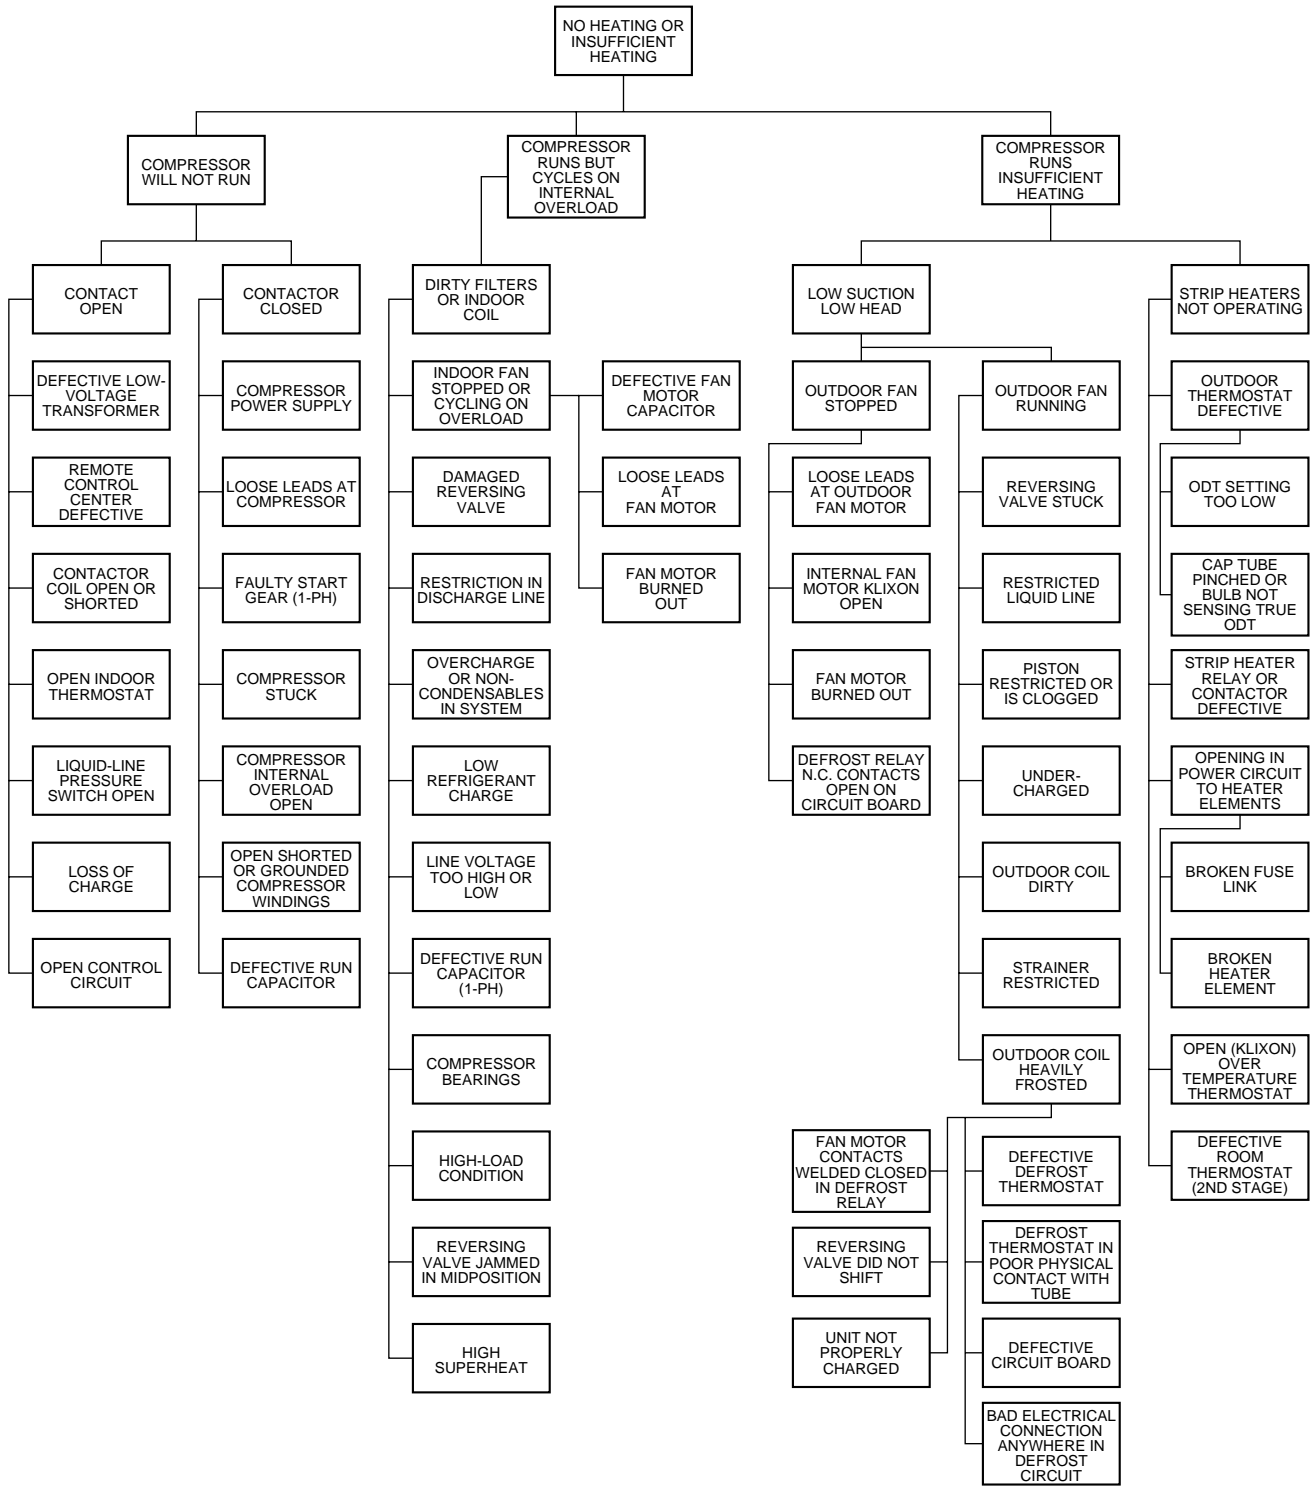 NO HEATING OR
INSUFFICIENT
HEATING
COMPRESSOR
WILL NOT RUN
COMPRESSOR
RUNS BUT
CYCLES ON
INTERNAL
OVERLOAD
COMPRESSOR
RUNS
INSUFFICIENT
HEATING
CONTACT
OPEN
DEFECTIVE LOW-
VOLTAGE
TRANSFORMER
REMOTE
CONTROL
CENTER
DEFECTIVE
CONTACTOR
COIL OPEN OR
SHORTED
OPEN INDOOR
THERMOSTAT
LIQUID-LINE
PRESSURE
SWITCH OPEN
LOSS OF
CHARGE
OPEN CONTROL
CIRCUIT
CONTACTOR
CLOSED
COMPRESSOR
POWER SUPPLY
LOOSE LEADS AT
COMPRESSOR
FAULTY START
GEAR (1-PH)
COMPRESSOR
STUCK
COMPRESSOR
INTERNAL
OVERLOAD
OPEN
OPEN SHORTED
OR GROUNDED
COMPRESSOR
WINDINGS
DEFECTIVE RUN
CAPACITOR
DIRTY FILTERS
OR INDOOR
COIL
INDOOR FAN
STOPPED OR
CYCLING ON
OVERLOAD
DEFECTIVE FAN
MOTOR
CAPACITOR
LOOSE LEADS
AT
FAN MOTOR
FAN MOTOR
BURNED
OUT
DAMAGED
REVERSING
VALVE
RESTRICTION IN
DISCHARGE LINE
OVERCHARGE
OR NON-
CONDENSABLES
IN SYSTEM
LOW
REFRIGERANT
CHARGE
LINE VOLTAGE
TOO HIGH OR
LOW
DEFECTIVE RUN
CAPACITOR
(1-PH)
COMPRESSOR
BEARINGS
HIGH-LOAD
CONDITION
REVERSING
VALVE JAMMED
IN MIDPOSITION
HIGH
SUPERHEAT
LOW SUCTION
LOW HEAD
OUTDOOR FAN
STOPPED
LOOSE LEADS
AT OUTDOOR
FAN MOTOR
INTERNAL FAN
MOTOR KLIXON
OPEN
FAN MOTOR
BURNED OUT
DEFROST RELAY
N.C. CONTACTS
OPEN ON
CIRCUIT BOARD
OUTDOOR FAN
RUNNING
REVERSING
VALVE STUCK
RESTRICTED
LIQUID LINE
PISTON
RESTRICTED OR
IS CLOGGED
UNDER-
CHARGED
OUTDOOR COIL
DIRTY
STRAINER
RESTRICTED
OUTDOOR COIL
HEAVILY
FROSTED
FAN MOTOR
CONTACTS
WELDED CLOSED
IN DEFROST
RELAY
REVERSING
VALVE DID NOT
SHIFT
UNIT NOT
PROPERLY
CHARGED
DEFECTIVE
DEFROST
THERMOSTAT
DEFROST
THERMOSTAT IN
POOR PHYSICAL
CONTACT WITH
TUBE
DEFECTIVE
CIRCUIT BOARD
BAD ELECTRICAL
CONNECTION
ANYWHERE IN
DEFROST
CIRCUIT
STRIP HEATERS
NOT OPERATING
OUTDOOR
THERMOSTAT
DEFECTIVE
ODT SETTING
TOO LOW
CAP TUBE
PINCHED OR
BULB NOT
SENSING TRUE
ODT
STRIP HEATER
RELAY OR
CONTACTOR
DEFECTIVE
OPENING IN
POWER CIRCUIT
TO HEATER
ELEMENTS
BROKEN FUSE
LINK
BROKEN
HEATER
ELEMENT
OPEN (KLIXON)
OVER
TEMPERATURE
THERMOSTAT
DEFECTIVE
ROOM
THERMOSTAT
(2ND STAGE)